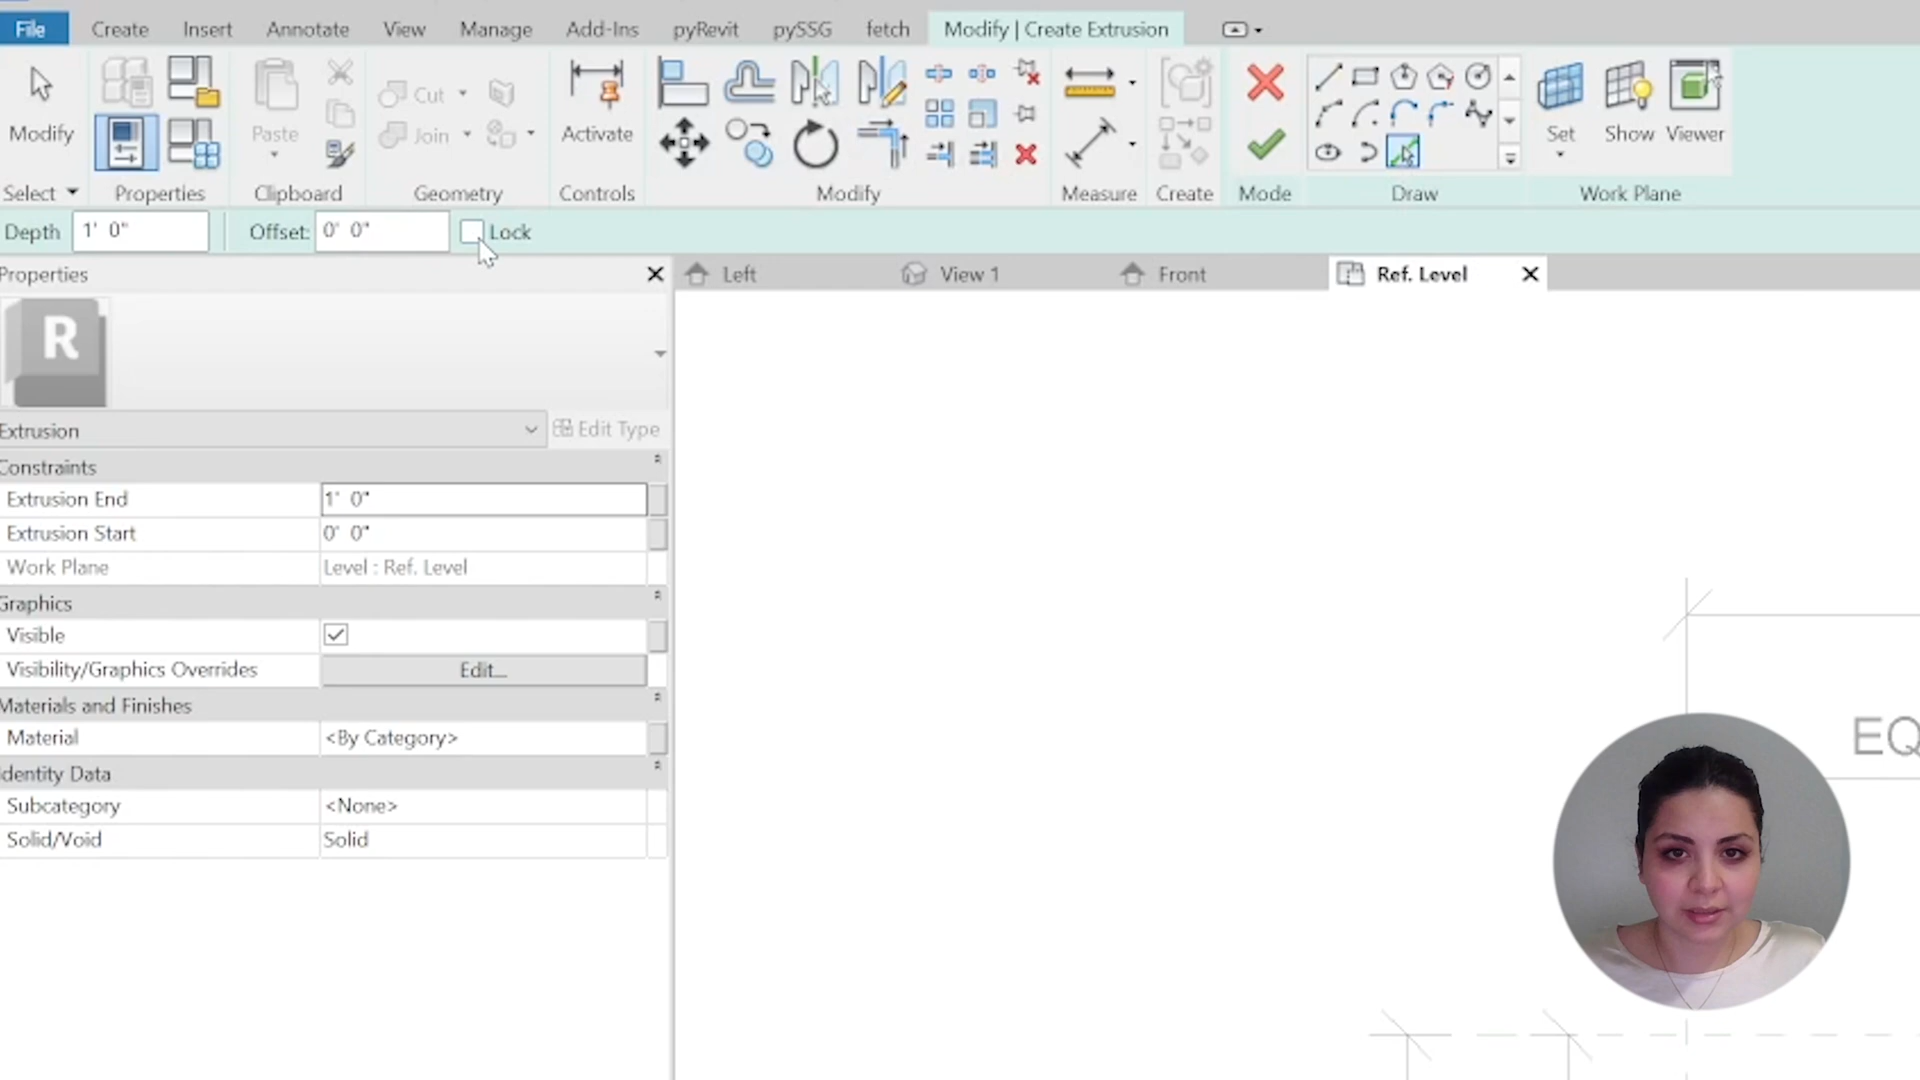 File Create Insert Annotate View Manage Add-Ins pyRevit pySSG fetch Modify | Create Extrusion
Modify Paste Cut Join Activate Set Show Viewer
Select Properties Clipboard Geometry Controls Modify Measure Create Mode Draw Work Plane
Depth 1' 0" Offset: 0' 0" Lock
Properties
Left View 1 Front Ref. Level
R
Extrusion Edit Type
Constraints
Extrusion End 1' 0"
Extrusion Start 0' 0"
Work Plane Level : Ref. Level
Graphics
Visible
Visibility/Graphics Overrides Edit...
Materials and Finishes
Material <By Category>
Identity Data
Subcategory <None>
Solid/Void Solid
EQ